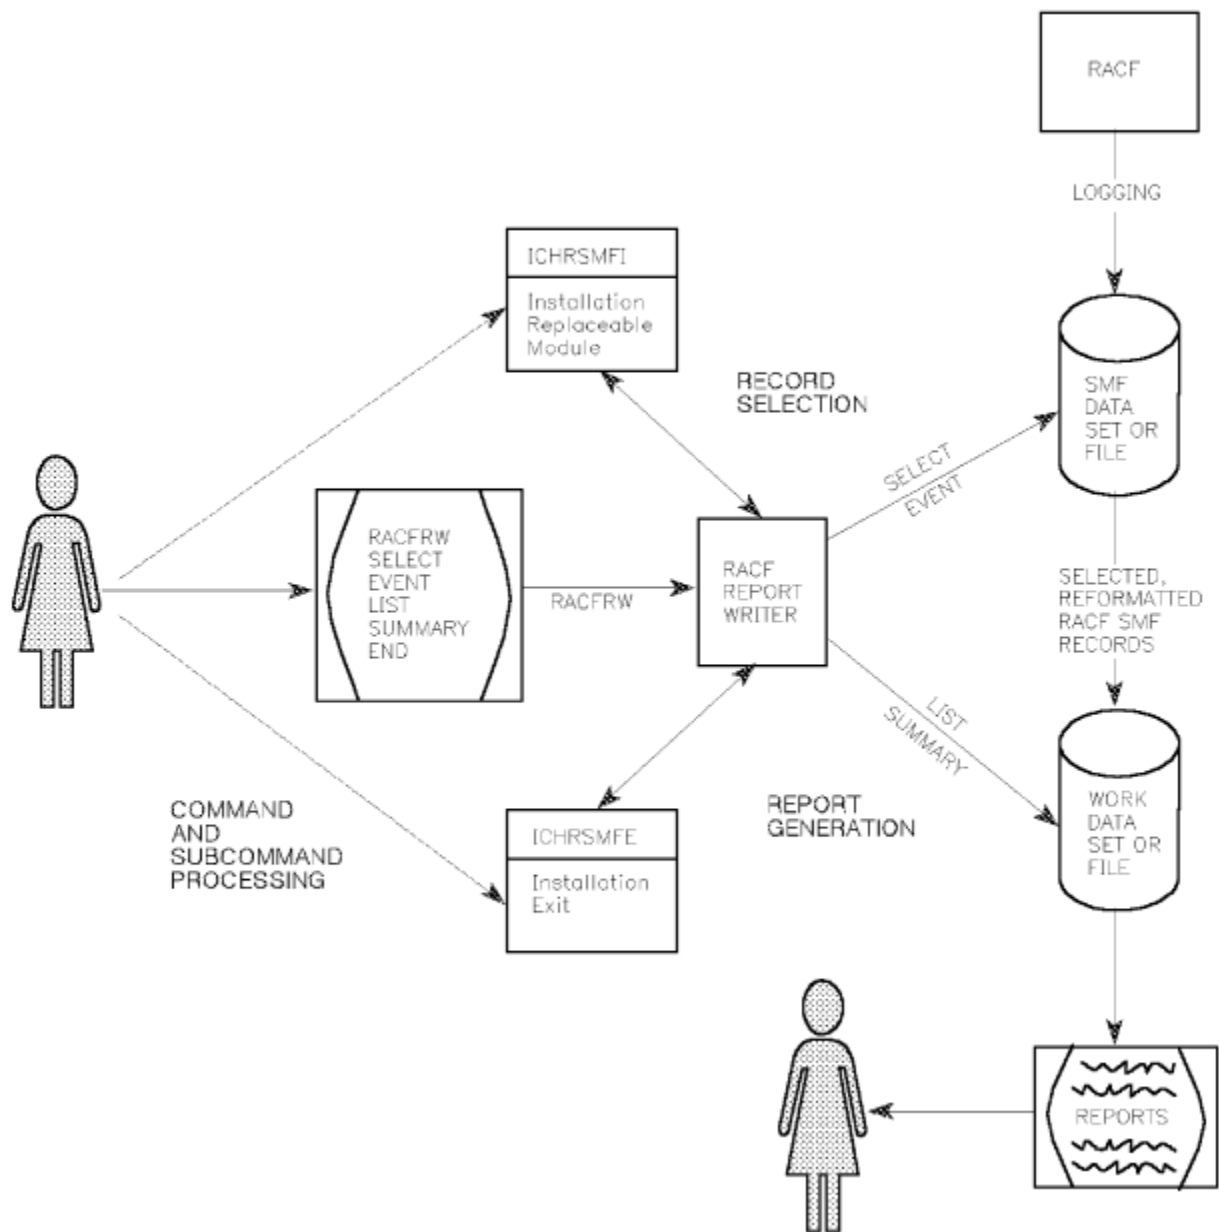 RACF
LOGGING
ICHRSMFI
Installation
Replaceable
Module
RECORD
SELECTION
SMF
DATA
SET OR
FILE
SELECT
EVENT
RACFRW
SELECT
EVENT
LIST
SUMMARY
END
RACFRW
RACF
REPORT
WRITER
SELECTED,
REFORMATTED
RACF SMF
RECORDS
LIST
SUMMARY
COMMAND
AND
SUBCOMMAND
PROCESSING
ICHRSMFE
Installation
Exit
REPORT
GENERATION
WORK
DATA
SET OR
FILE
REPORTS